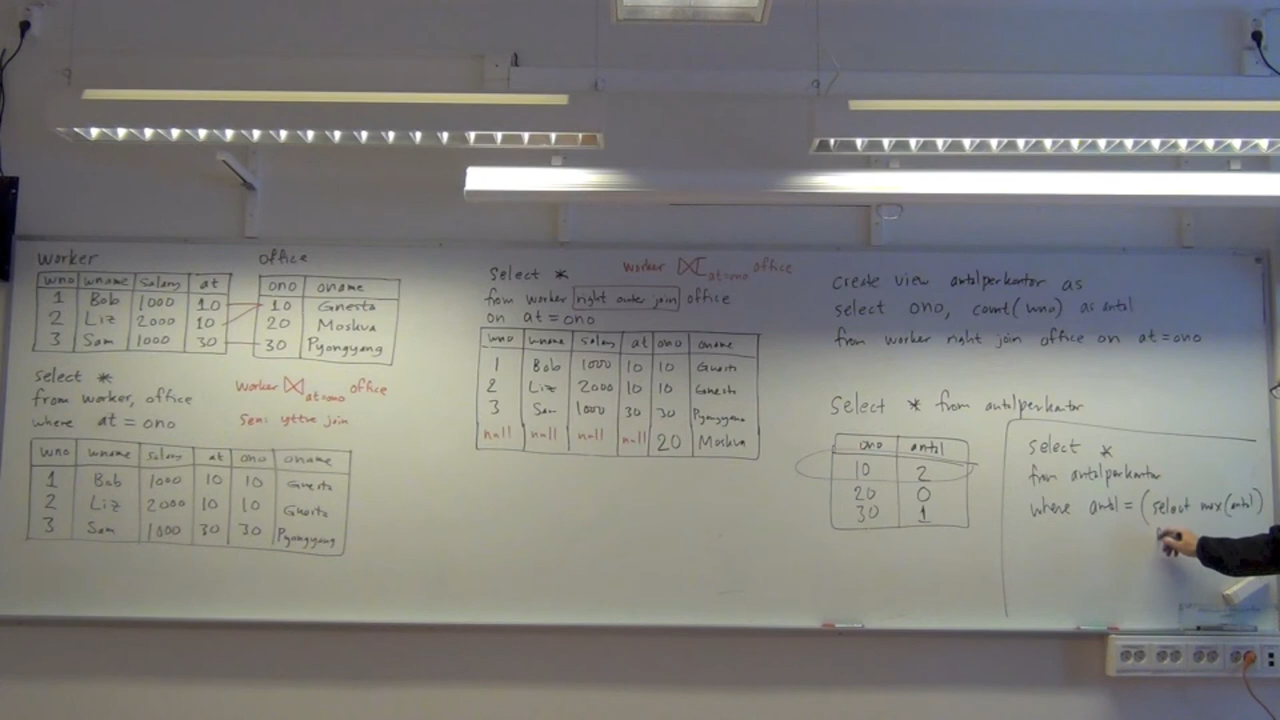 Worker
wno wname salary at
1 Bob 1000 10
2 Liz 2000 10
3 Sam 1000 30
office
ono oname
10 Gnesta
20 Moskva
30 Pyongyang
select *
from worker, office
where at = ono
worker ⋈ at=ono office
yttre join
wno wname salary at ono oname
1 Bob 1000 10 10 Gnesta
2 Liz 2000 10 10 Gnesta
3 Sam 1000 30 30 Pyongyang
select *
from worker right outer join office
on at = ono
worker ⋈ at=ono office
wno wname salary at ono oname
1 Bob 1000 10 10 Gnesta
2 Liz 2000 10 10 Gnesta
3 Sam 1000 30 30 Pyongyang
null null null null 20 Moskva
create view antalperkontor as
select ono, count(wno) as antal
from worker right join office on at = ono
Select * from antalperkontor
ono antal
10 2
20 0
30 1
select *
from antalperkontor
where antal = (select max(antal)